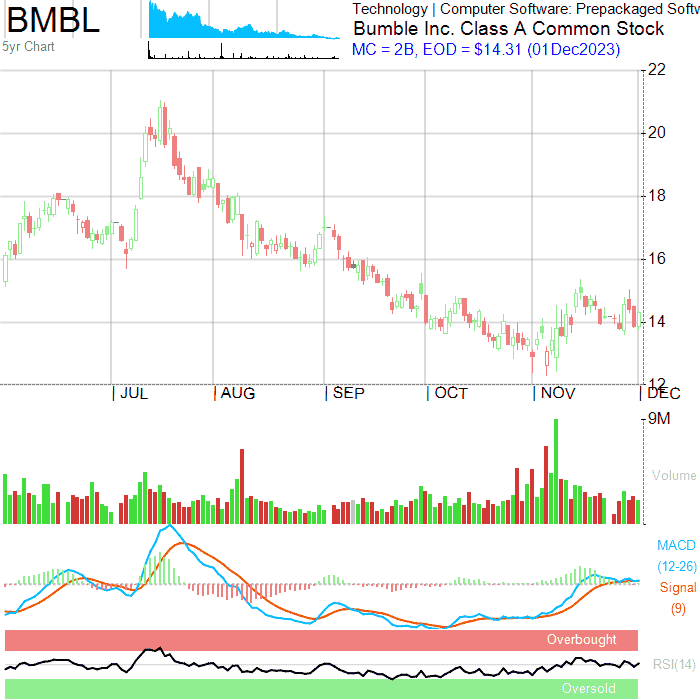 BMBL
5yr Chart
Technology | Computer Software: Prepackaged Softw
Bumble Inc. Class A Common Stock
MC = 2B, EOD = $14.31 (01Dec2023)
22
20
18
16
14
12
JUL AUG SEP OCT NOV DEC
9M
Volume
MACD
(12-26)
Signal
(9)
Overbought
RSI(14)
Oversold